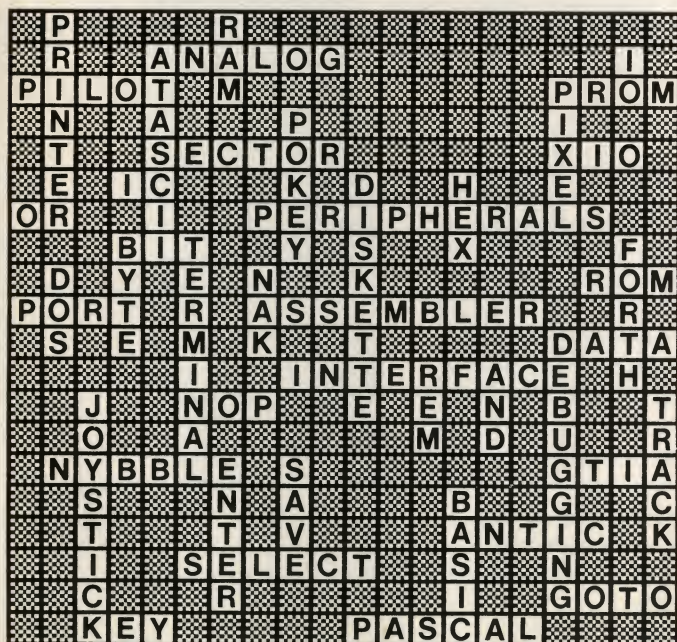 P R
R ANALOG I
PILOT M PROM
N A P I
T SECTOR XIO
E IC K D H E
OR I PERIPHERALS
BIT Y S X F
D Y E N K ROM
PORT R ASSEMBLER R
S E M K T DATA
I INTERFACE H
J NOP E E N B T
O A M D U R
NYBBLE S GTIA
S N A B G C
T T V ANTIC K
I SELECT S N
C R I GOTO
KEY PASCAL